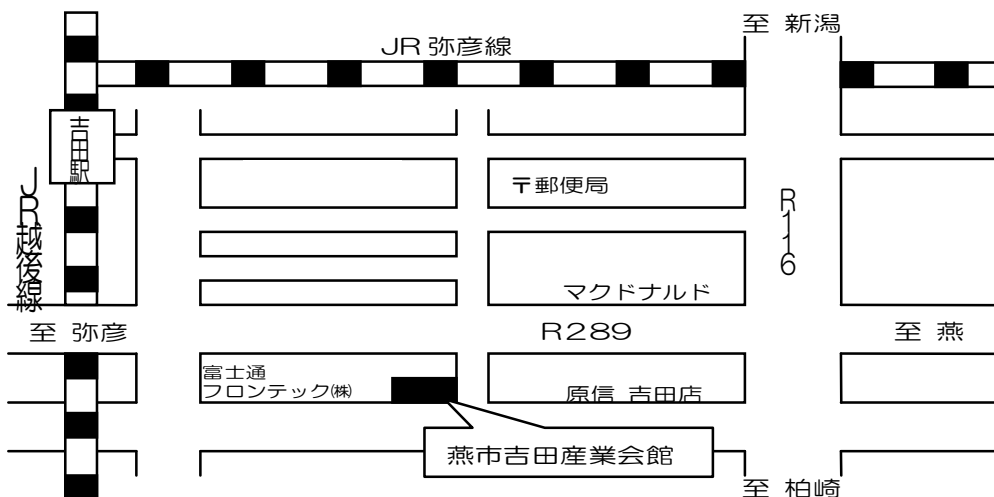 至 新潟
JR 弥彦線
吉田駅
〒郵便局
JR越後線
R116
マクドナルド
至 弥彦
R289
至 燕
富士通
フロンテック㈱
原信 吉田店
燕市吉田産業会館
至 柏崎